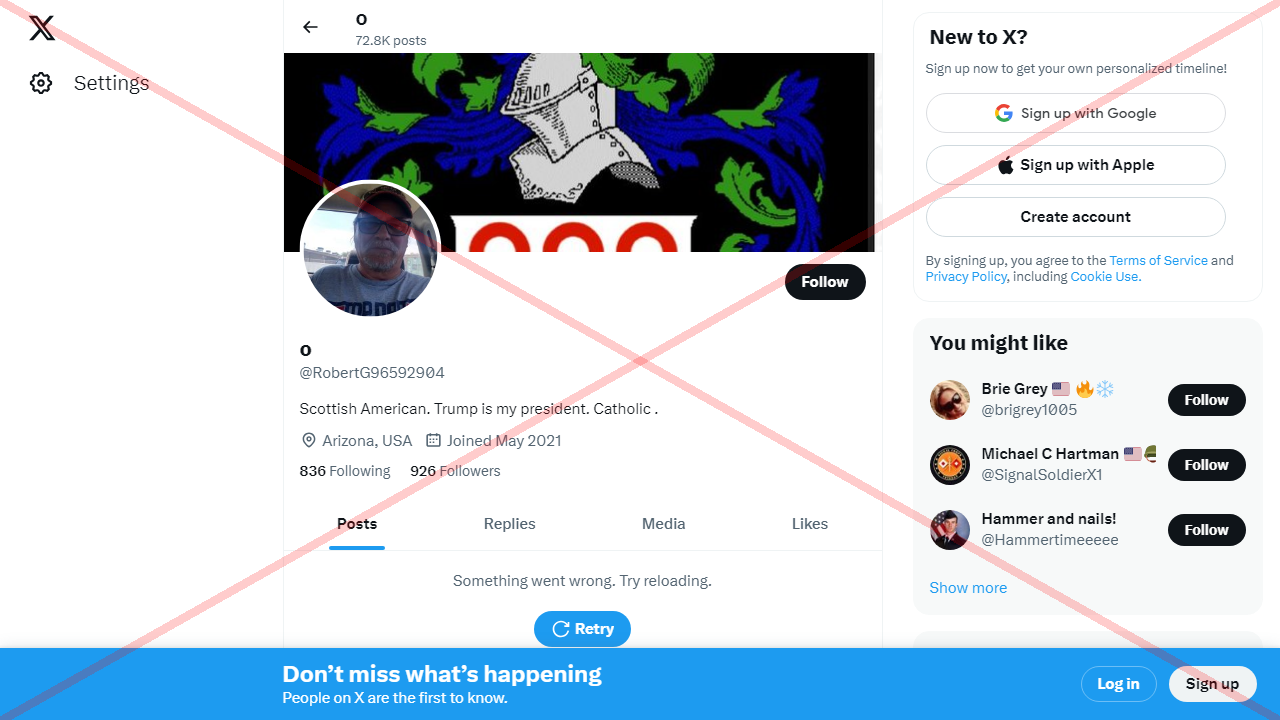 O
72.8K posts
Settings
Follow
O
@RobertG96592904
Scottish American. Trump is my president. Catholic .
Arizona, USA Joined May 2021
836 Following 926 Followers
Posts Replies Media Likes
Something went wrong. Try reloading.
Retry
New to X?
Sign up now to get your own personalized timeline!
Sign up with Google
Sign up with Apple
Create account
By signing up, you agree to the Terms of Service and
Privacy Policy, including Cookie Use.
You might like
Brie Grey 🇺🇸 🔥❄️
@brigrey1005
Follow
Michael C Hartman 🇺🇸
@SignalSoldierX1
Follow
Hammer and nails!
@Hammertimeeeee
Follow
Show more
Don’t miss what’s happening
People on X are the first to know.
Log in
Sign up